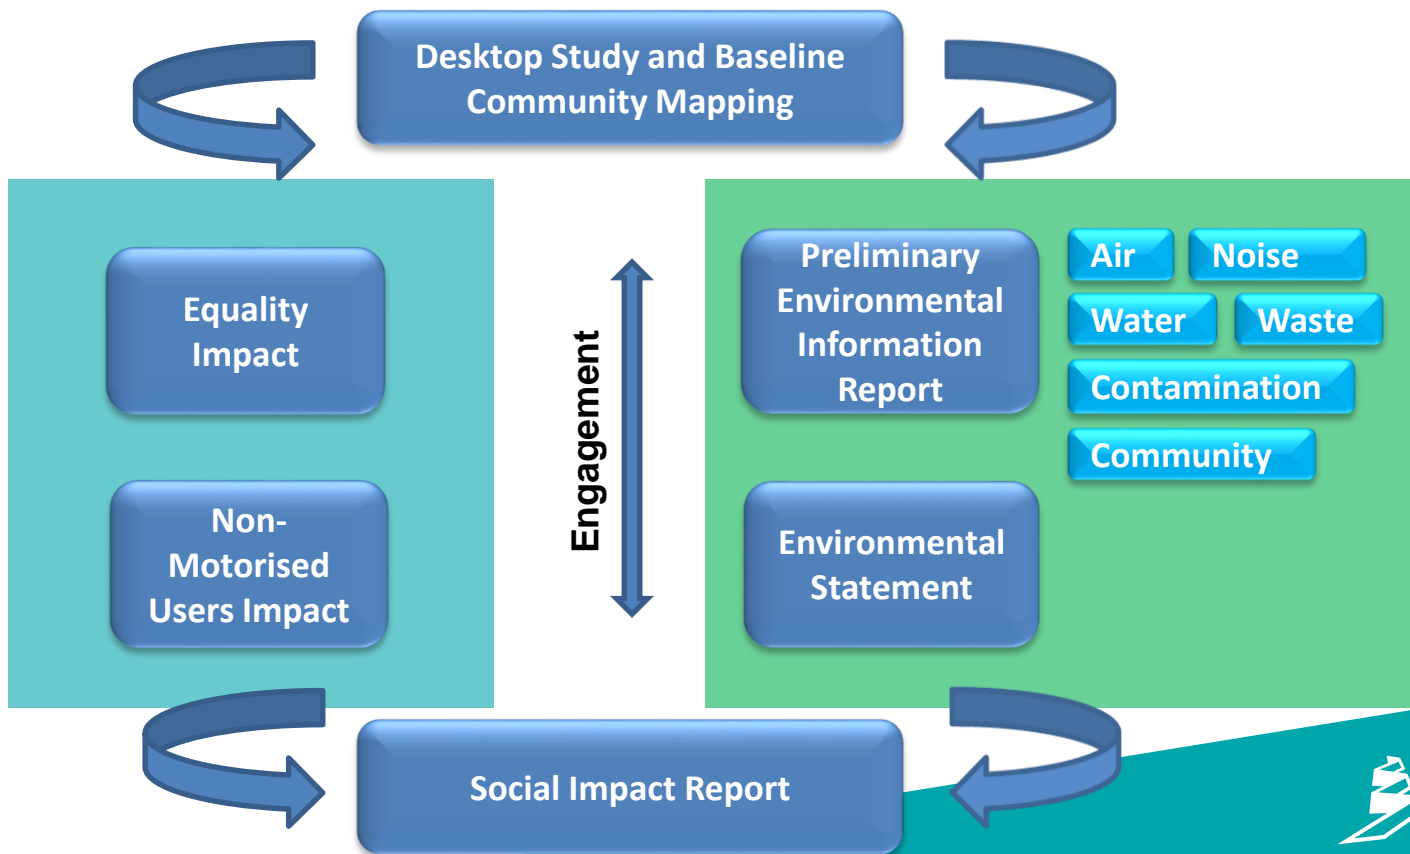 Desktop Study and Baseline
Community Mapping
Equality
Impact
Non-
Motorised
Users Impact
Engagement
Preliminary
Environmental
Information
Report
Air
Noise
Water
Waste
Contamination
Community
Environmental
Statement
Social Impact Report